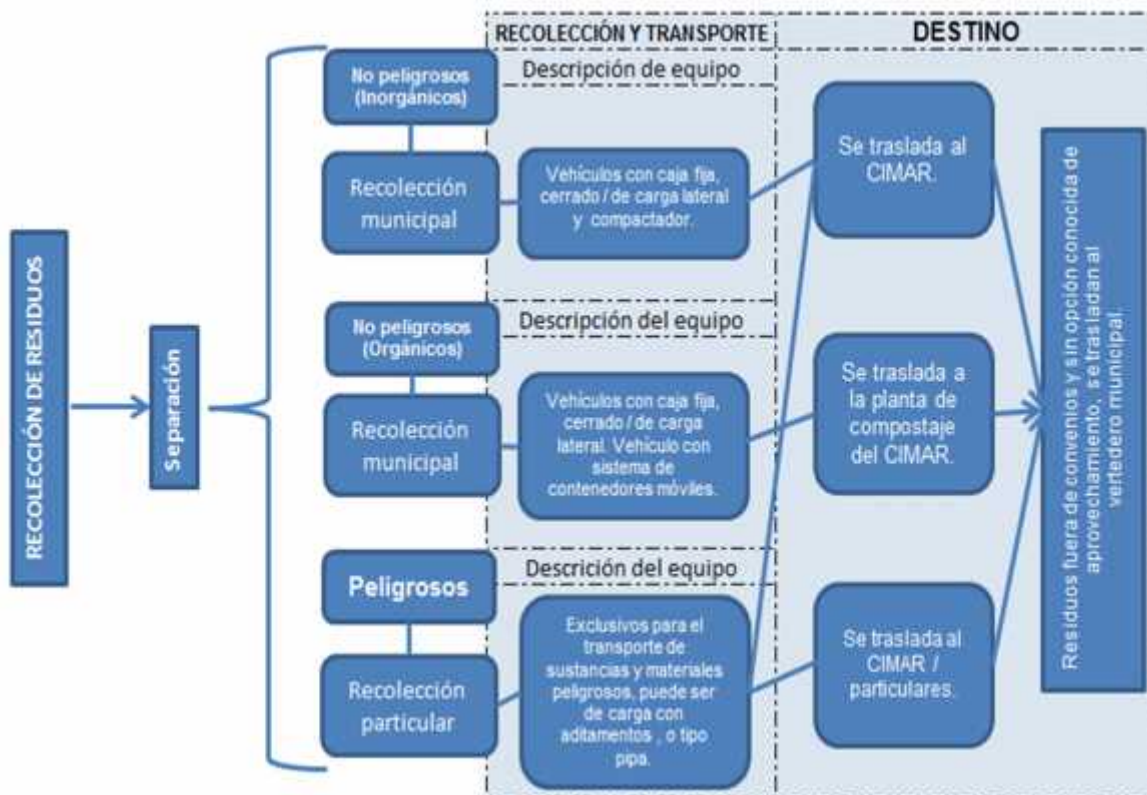 RECOLECCIÓN Y TRANSPORTE
DESTINO
RECOLECCIÓN DE RESIDUOS
Separación
No peligrosos
(Inorgánicos)
Recolección
municipal
Descripción de equipo
Vehículos con caja fija,
cerrado / de carga lateral
y compactador.
Se traslada al
CIMAR.
No peligrosos
(Orgánicos)
Recolección
municipal
Descripción del equipo
Vehículos con caja fija,
cerrado / de carga
lateral. Vehículo con
sistema de
contenedores móviles.
Se traslada a
la planta de
compostaje
del CIMAR.
Peligrosos
Recolección
particular
Descrición del equipo
Exclusivos para el
transporte de
sustancias y materiales
peligrosos, puede ser
de carga con
aditamentos , o tipo
pipa.
Se traslada al
CIMAR /
particulares.
Residuos fuera de convenios y sin opción conocida de
aprovechamiento, se trasladan al
vertedero municipal.